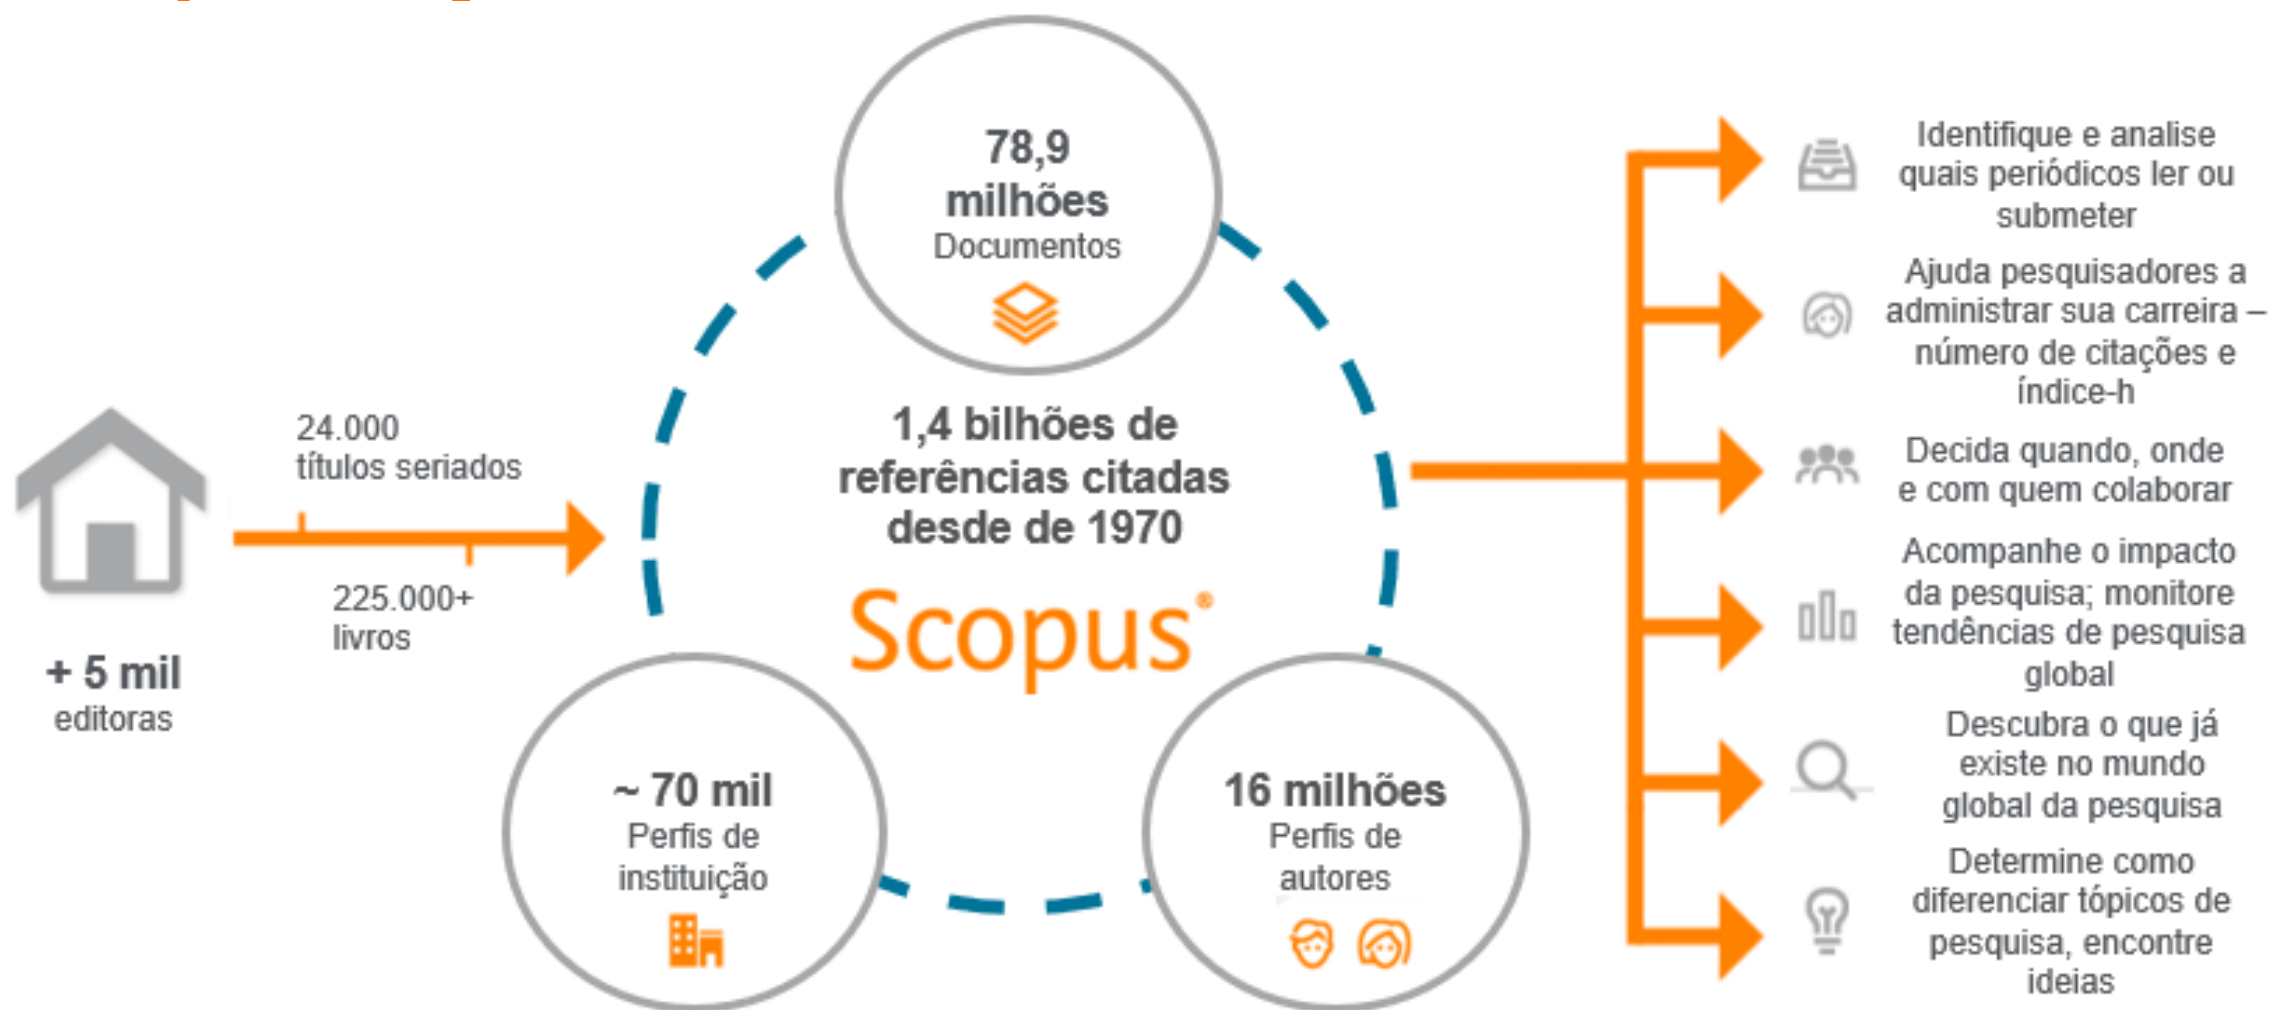 + 5 mil
editoras
24.000
títulos seriados
225.000+
livros
78,9
milhões
Documentos
1,4 bilhões de
referências citadas
desde de 1970
Scopus®
~ 70 mil
Perfis de
instituição
16 milhões
Perfis de
autores
Identifique e analise
quais periódicos ler ou
submeter
Ajuda pesquisadores a
administrar sua carreira –
número de citações e
índice-h
Decida quando, onde
e com quem colaborar
Acompanhe o impacto
da pesquisa; monitore
tendências de pesquisa
global
Descubra o que já
existe no mundo
global da pesquisa
Determine como
diferenciar tópicos de
pesquisa, encontre
ideias